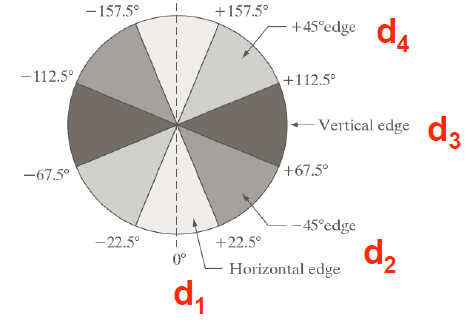 −157.5°
+157.5°
+45°edge
d4
−112.5°
+112.5°
Vertical edge
d3
−67.5°
+67.5°
−45°edge
d2
−22.5°
+22.5°
0°
Horizontal edge
d1